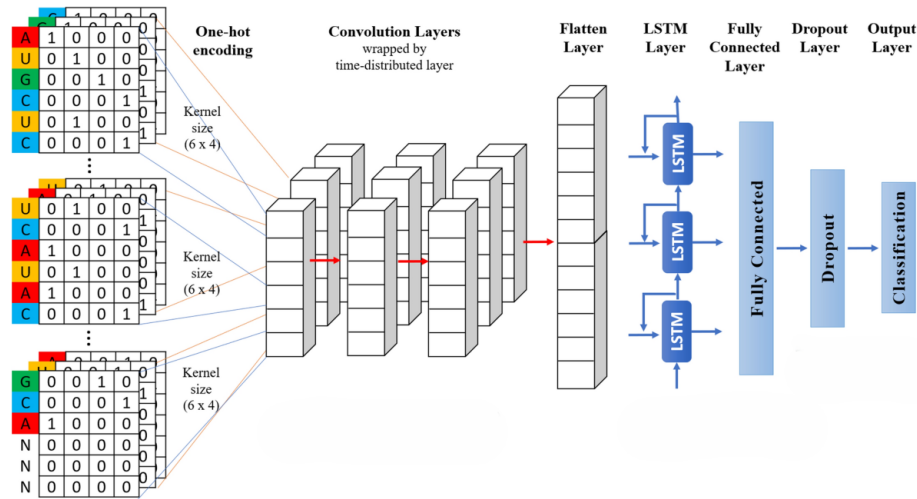 One-hot
encoding
Convolution Layers
wrapped by
time-distributed layer
Flatten
Layer
LSTM
Layer
Fully
Connected
Layer
Dropout
Layer
Output
Layer
A 1 0 0 0
U 0 1 0 0
G 0 0 1 0
C 0 0 0 1
U 0 1 0 0
C 0 0 0 1
Kernel
size
(6 x 4)
...
U 0 1 0 0
C 0 0 0 1
A 1 0 0 0
U 0 1 0 0
A 1 0 0 0
C 0 0 0 1
Kernel
size
(6 x 4)
...
G 0 0 1 0
C 0 0 0 1
A 1 0 0 0
N 0 0 0 0
N 0 0 0 0
N 0 0 0 0
Kernel
size
(6 x 4)
LSTM
LSTM
LSTM
Fully Connected
Dropout
Classification